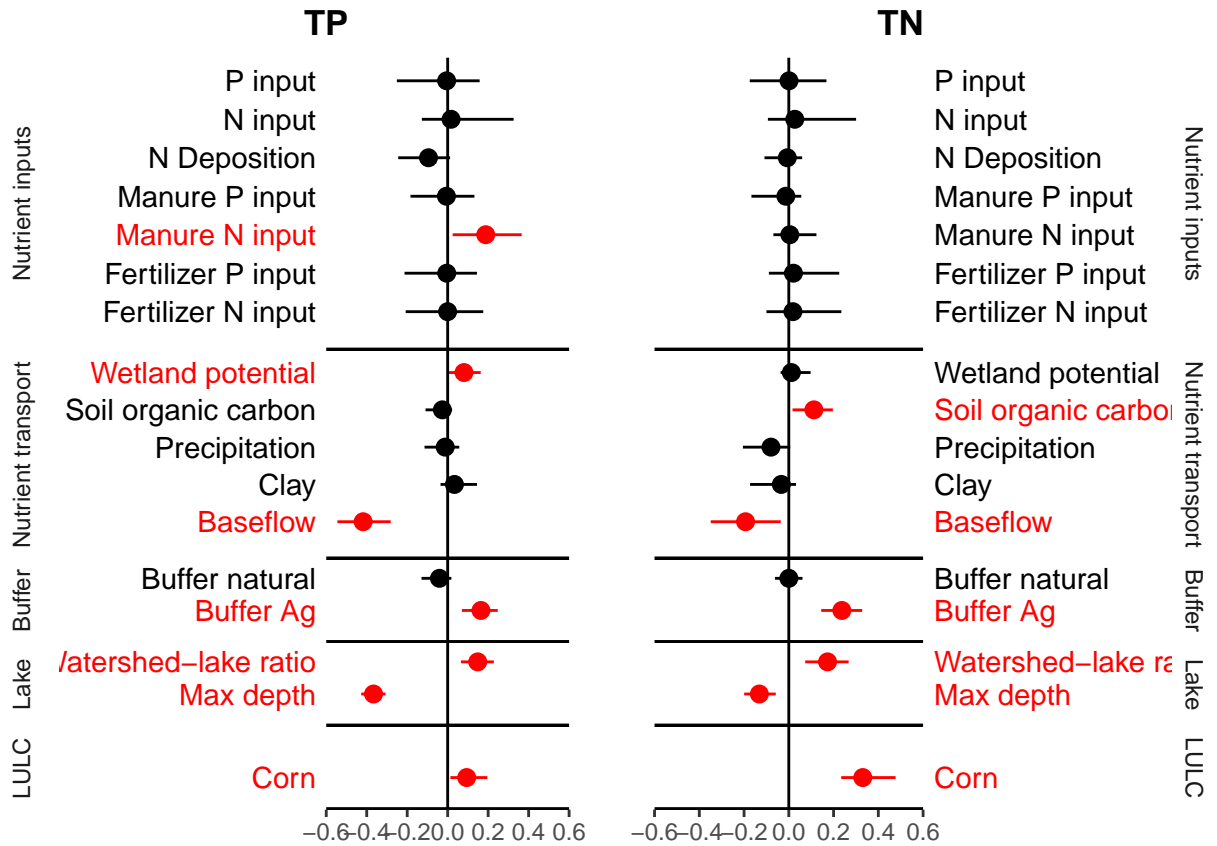 TP
TN
Nutrient inputs
P input
N input
N Deposition
Manure P input
Manure N input
Fertilizer P input
Fertilizer N input
Nutrient transport
Wetland potential
Soil organic carbon
Precipitation
Clay
Baseflow
Buffer
Buffer natural
Buffer Ag
Lake
Watershed−lake ratio
Max depth
LULC
Corn
−0.6−0.4−0.20.0 0.2 0.4 0.6
P input
N input
N Deposition
Manure P input
Manure N input
Fertilizer P input
Fertilizer N input
Nutrient inputs
Wetland potential
Soil organic carbon
Precipitation
Clay
Baseflow
Nutrient transport
Buffer natural
Buffer Ag
Buffer
Watershed−lake ra
Max depth
Lake
Corn
LULC
−0.6−0.4−0.2 0.0 0.2 0.4 0.6